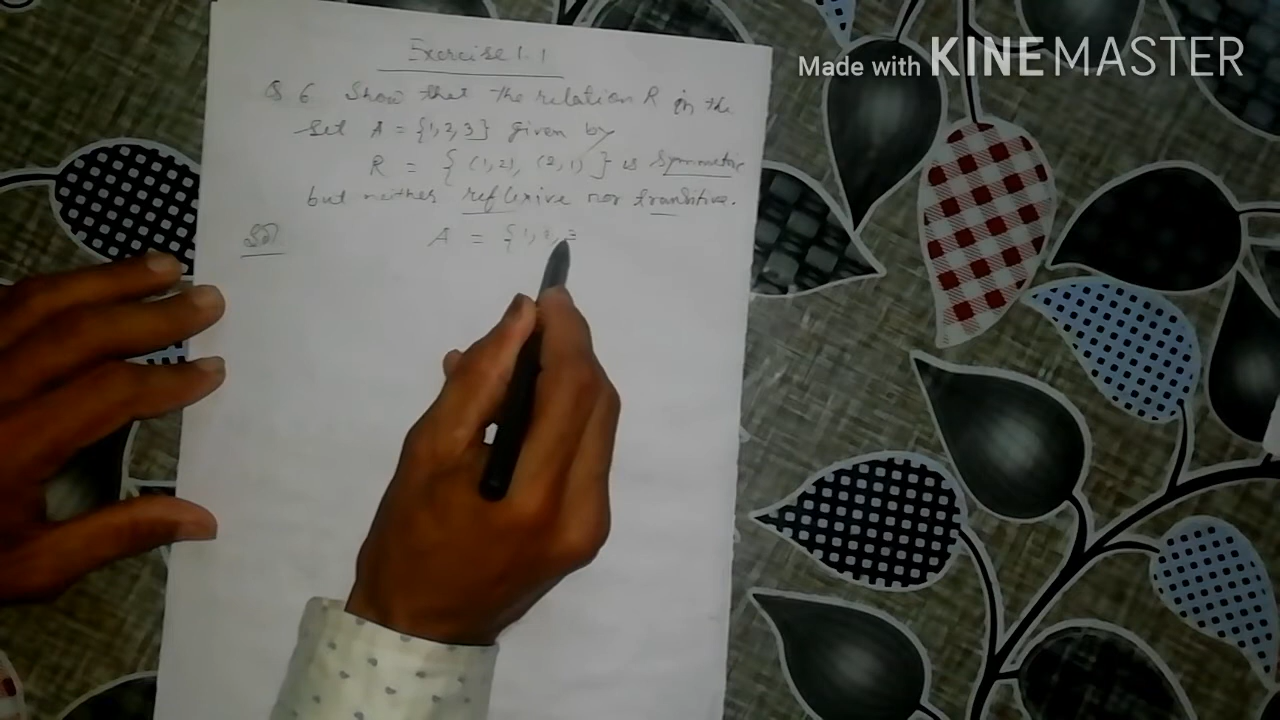 Made with KINEMASTER
Exercise 1.1
Q 6 Show that the relation R in the
set A = {1, 2, 3} given by
R = { (1, 2), (2, 1) } is symmetric
but neither reflexive nor transitive.
Sol
A = {1, 2, 3